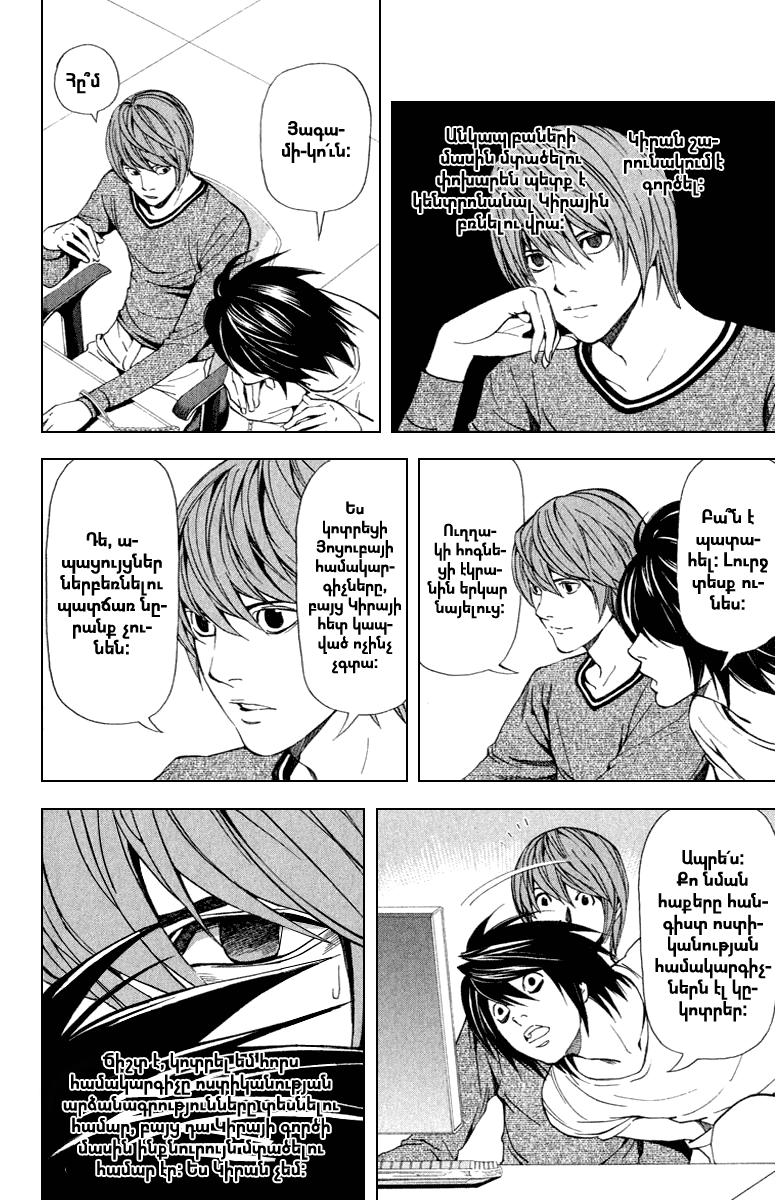 Կիրան շա-
րունակում է
գործել:
Անկապ բաների
մասին մտածելու
փոխարեն պետք է
կենտրոնանալ Կիրային
բռնելու վրա:
Յագա-
մի-կո՛ւն:
Հը՞մ
Բա՞ն է
պատա-
հել: Լուրջ
տեսք ու-
նես:
Ուղղա-
կի հոգնե-
ցի էկրա-
նին երկար
նայելուց:
Ես
կոտրեցի
Յոյուբայի
համակար-
գիչները,
բայց Կիրայի
հետ կապ-
ված ոչինչ
չգտա:
Դե, ա-
պացույցներ
ներբեռնելու
պատճառ նը-
րանք չու-
նեն:
Ապրե՛ս:
Քո նման
հաքերը հան-
գիստ ոստի-
կանության
համակարգիչ-
ներն էլ կը-
կոտրեր:
Ճիշտ է, կոտրել եմ հորս
համակարգիչը ոստիկանության
արձանագրությունները տեսնելու
համար, բայց դա Կիրայի գործի
մասին ինքնուրույն մտածելու
համար էր: Ես Կիրան չեմ: